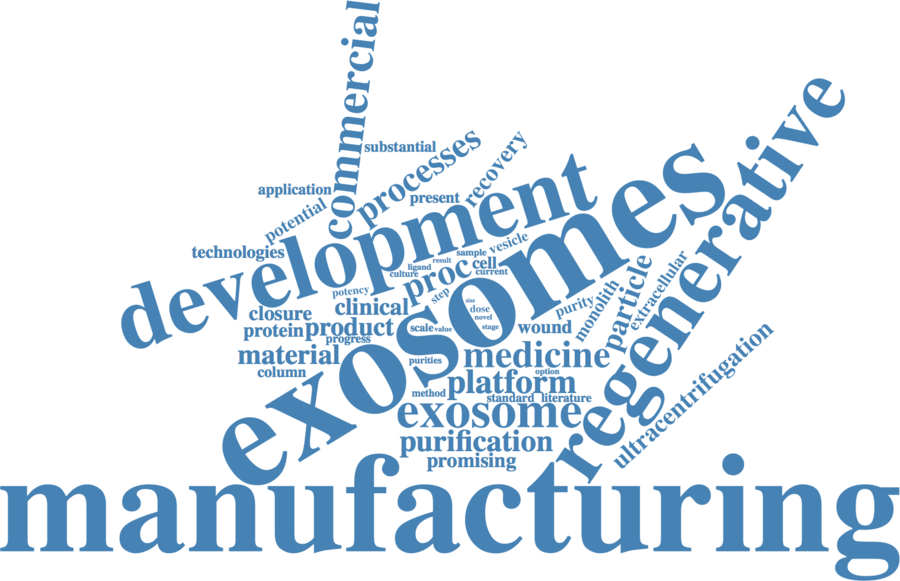 commercial
substantial
processes
recovery
regenerative
application
present
potential
development
exosomes
technologies
vesicle
sample
result
ligand
culture
proc
cell
current
particle
extracellular
potency
step
monolith
purity
closure
clinical
size
dose
novel
protein
product
scale
value
stage
wound
progress
material
medicine
purities
column
option
platform
method
standard
literature
ultracentrifugation
exosome
purification
promising
manufacturing